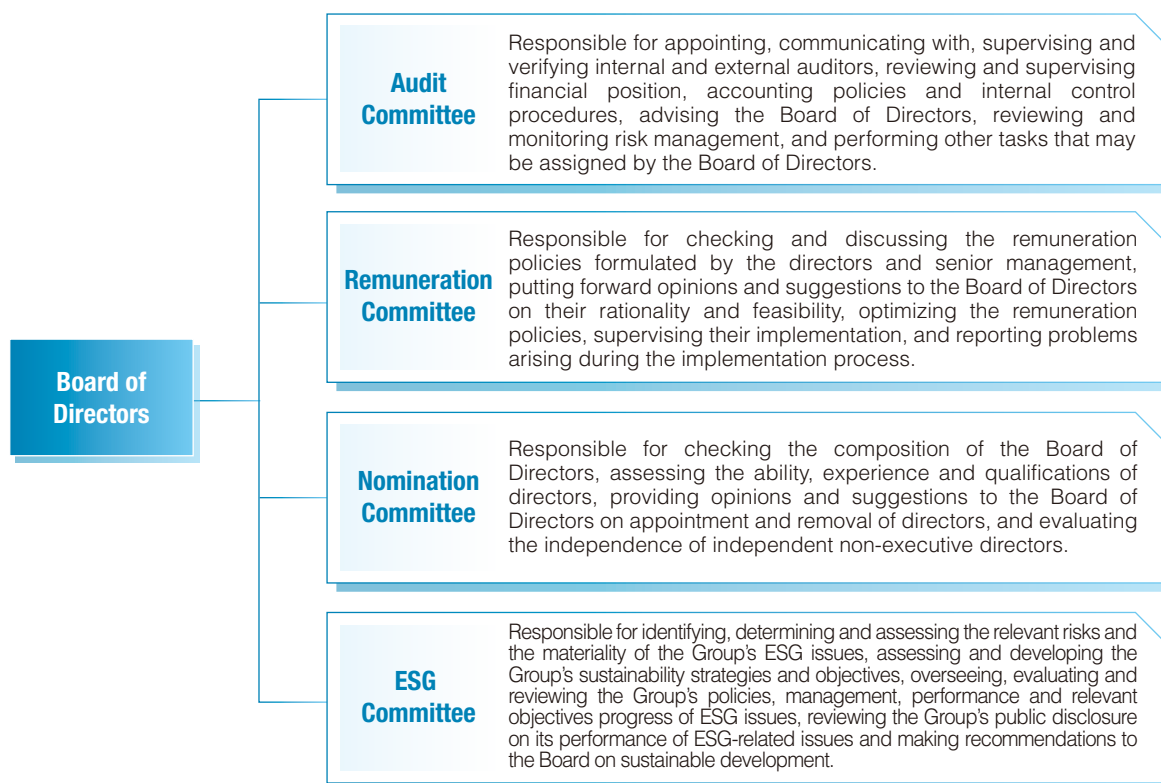 Audit
Committee
Responsible for appointing, communicating with, supervising and
verifying internal and external auditors, reviewing and supervising
financial position, accounting policies and internal control
procedures, advising the Board of Directors, reviewing and
monitoring risk management, and performing other tasks that may
be assigned by the Board of Directors.
Remuneration
Committee
Responsible for checking and discussing the remuneration
policies formulated by the directors and senior management,
putting forward opinions and suggestions to the Board of Directors
on their rationality and feasibility, optimizing the remuneration
policies, supervising their implementation, and reporting problems
arising during the implementation process.
Board of
Directors
Nomination
Committee
Responsible for checking the composition of the Board of
Directors, assessing the ability, experience and qualifications of
directors, providing opinions and suggestions to the Board of
Directors on appointment and removal of directors, and evaluating
the independence of independent non-executive directors.
ESG
Committee
Responsible for identifying, determining and assessing the relevant risks and
the materiality of the Group's ESG issues, assessing and developing the
Group's sustainability strategies and objectives, overseeing, evaluating and
reviewing the Group's policies, management, performance and relevant
objectives progress of ESG issues, reviewing the Group's public disclosure
on its performance of ESG-related issues and making recommendations to
the Board on sustainable development.